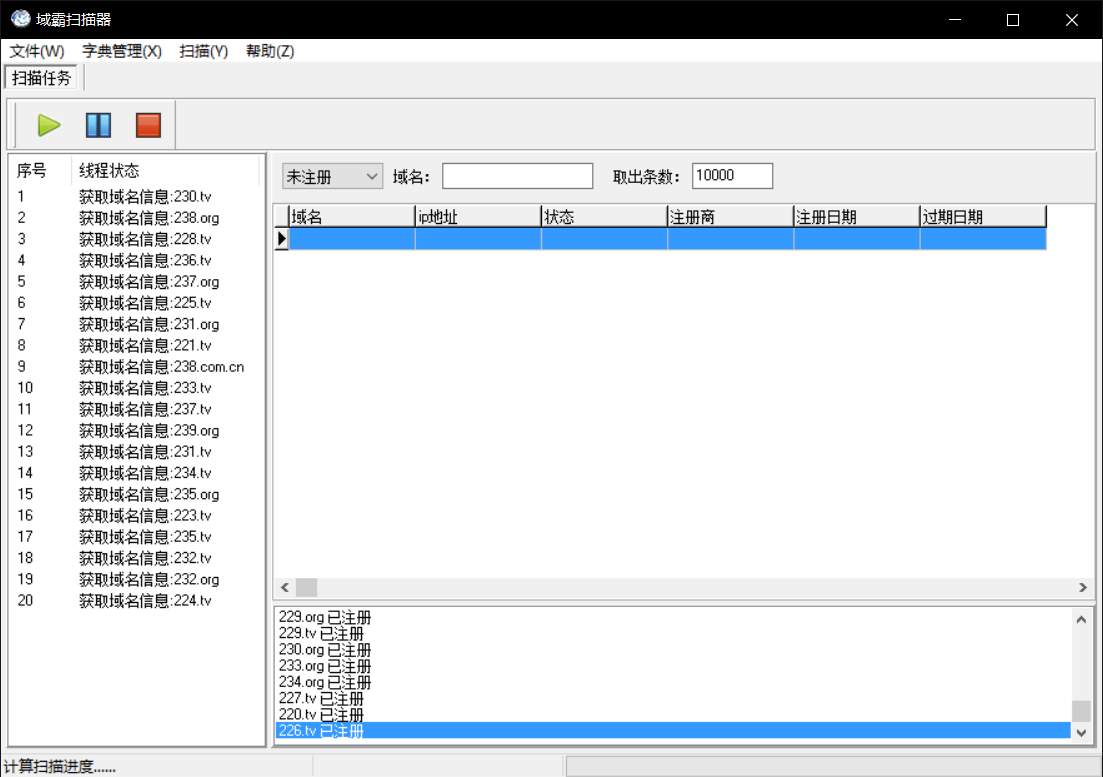 域霸扫描器
文件(W) 字典管理(X) 扫描(Y) 帮助(Z)
扫描任务
序号 线程状态
1 获取域名信息:230.tv
2 获取域名信息:238.org
3 获取域名信息:228.tv
4 获取域名信息:236.tv
5 获取域名信息:237.org
6 获取域名信息:225.tv
7 获取域名信息:231.org
8 获取域名信息:221.tv
9 获取域名信息:238.com.cn
10 获取域名信息:233.tv
11 获取域名信息:237.tv
12 获取域名信息:239.org
13 获取域名信息:231.tv
14 获取域名信息:234.tv
15 获取域名信息:235.org
16 获取域名信息:223.tv
17 获取域名信息:235.tv
18 获取域名信息:232.tv
19 获取域名信息:232.org
20 获取域名信息:224.tv
未注册 域名： 取出条数： 10000
域名 ip地址 状态 注册商 注册日期 过期日期
229.org 已注册
229.tv 已注册
230.org 已注册
233.org 已注册
234.org 已注册
227.tv 已注册
220.tv 已注册
226.tv 已注册
计算扫描进度......